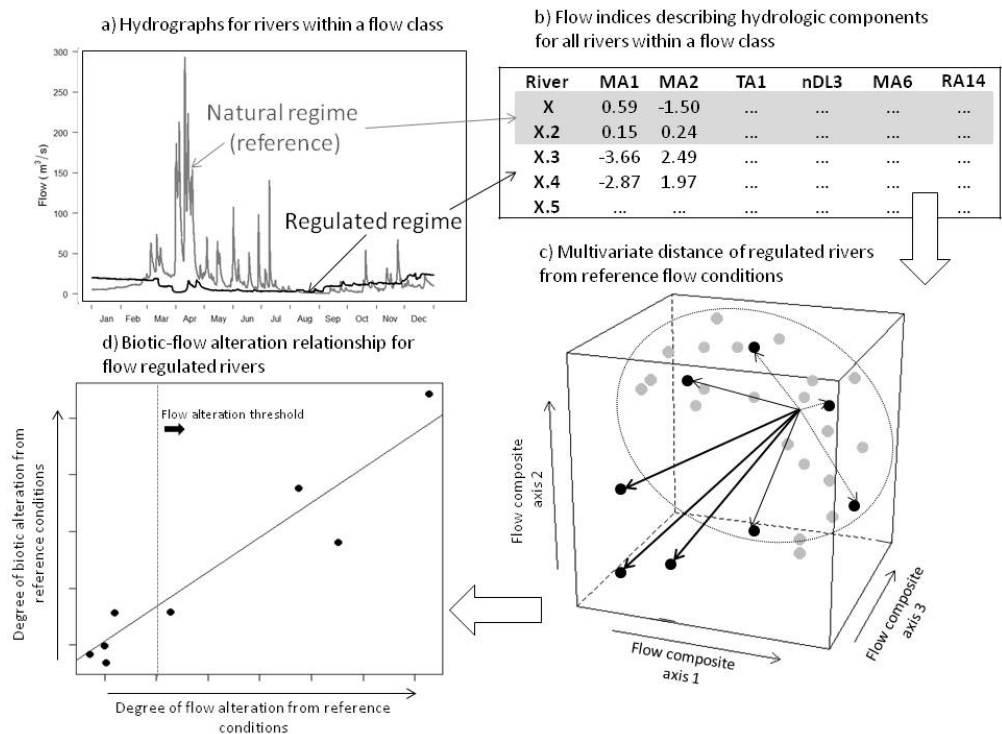 a) Hydrographs for rivers within a flow class
300
250
200
150
100
50
0
Flow (m³/s)
Natural regime
(reference)
Regulated regime
Jan Feb Mar Apr May Jun Jul Aug Sep Oct Nov Dec
b) Flow indices describing hydrologic components
for all rivers within a flow class
River MA1 MA2 TA1 nDL3 MA6 RA14
X 0.59 -1.50 ... ... ... ...
X.2 0.15 0.24 ... ... ... ...
X.3 -3.66 2.49 ... ... ... ...
X.4 -2.87 1.97 ... ... ... ...
X.5 ... ... ... ... ... ...
c) Multivariate distance of regulated rivers
from reference flow conditions
Flow composite
axis 2
Flow composite
axis 1
Flow composite
axis 3
d) Biotic-flow alteration relationship for
flow regulated rivers
Flow alteration threshold
Degree of biotic alteration from
reference conditions
Degree of flow alteration from reference
conditions